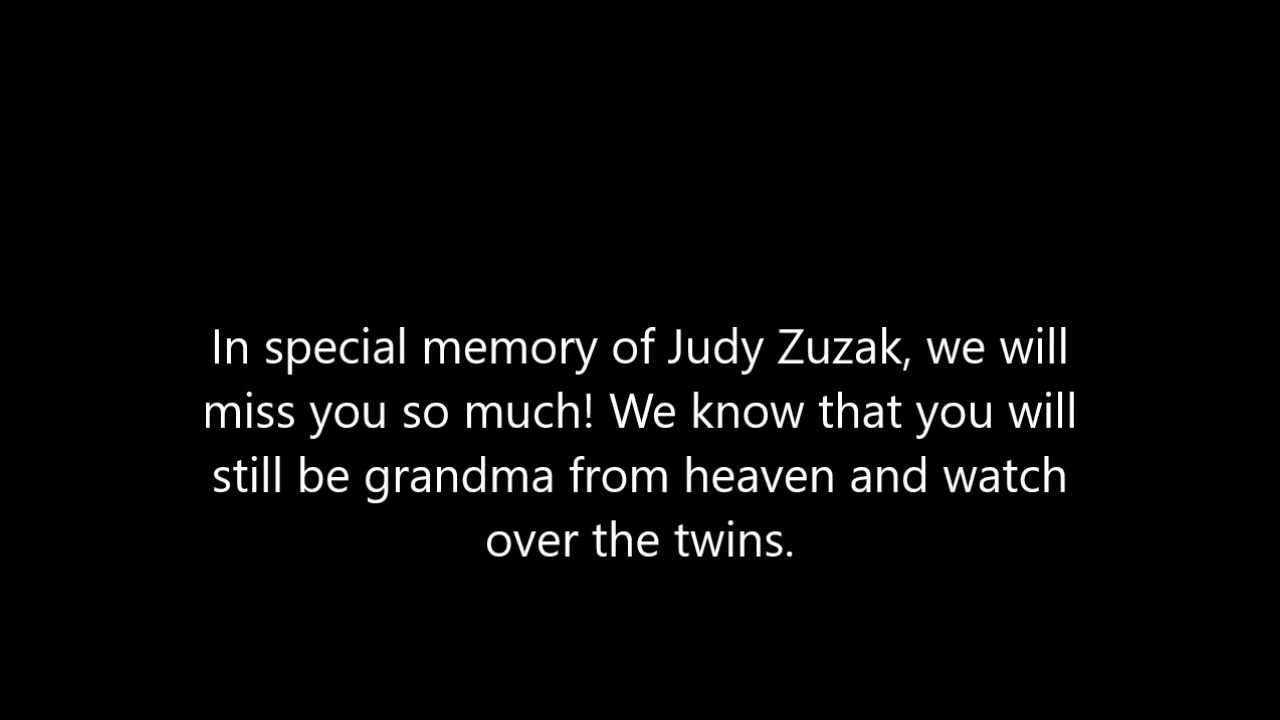 In special memory of Judy Zuzak, we will
miss you so much! We know that you will
still be grandma from heaven and watch
over the twins.